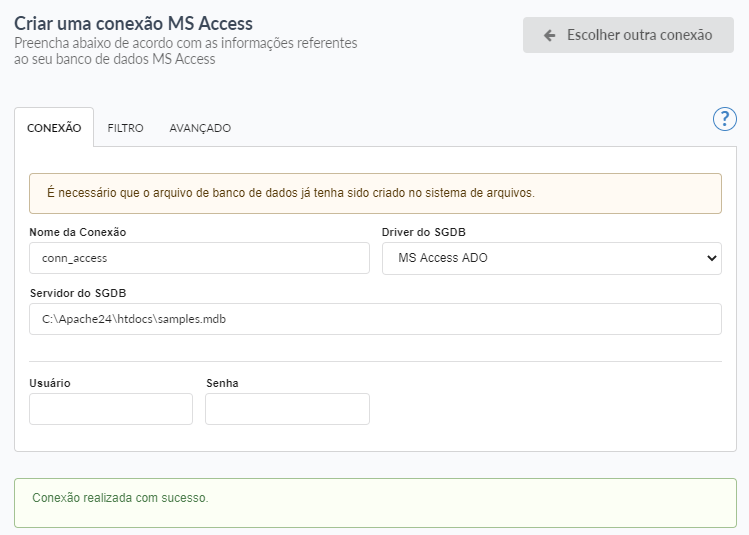 Criar uma conexão MS Access
Preencha abaixo de acordo com as informações referentes
ao seu banco de dados MS Access
Escolher outra conexão
CONEXÃO
FILTRO
AVANÇADO
?
É necessário que o arquivo de banco de dados já tenha sido criado no sistema de arquivos.
Nome da Conexão
Driver do SGDB
conn_access
MS Access ADO
Servidor do SGDB
C:\Apache24\htdocs\samples.mdb
Usuário
Senha
Conexão realizada com sucesso.